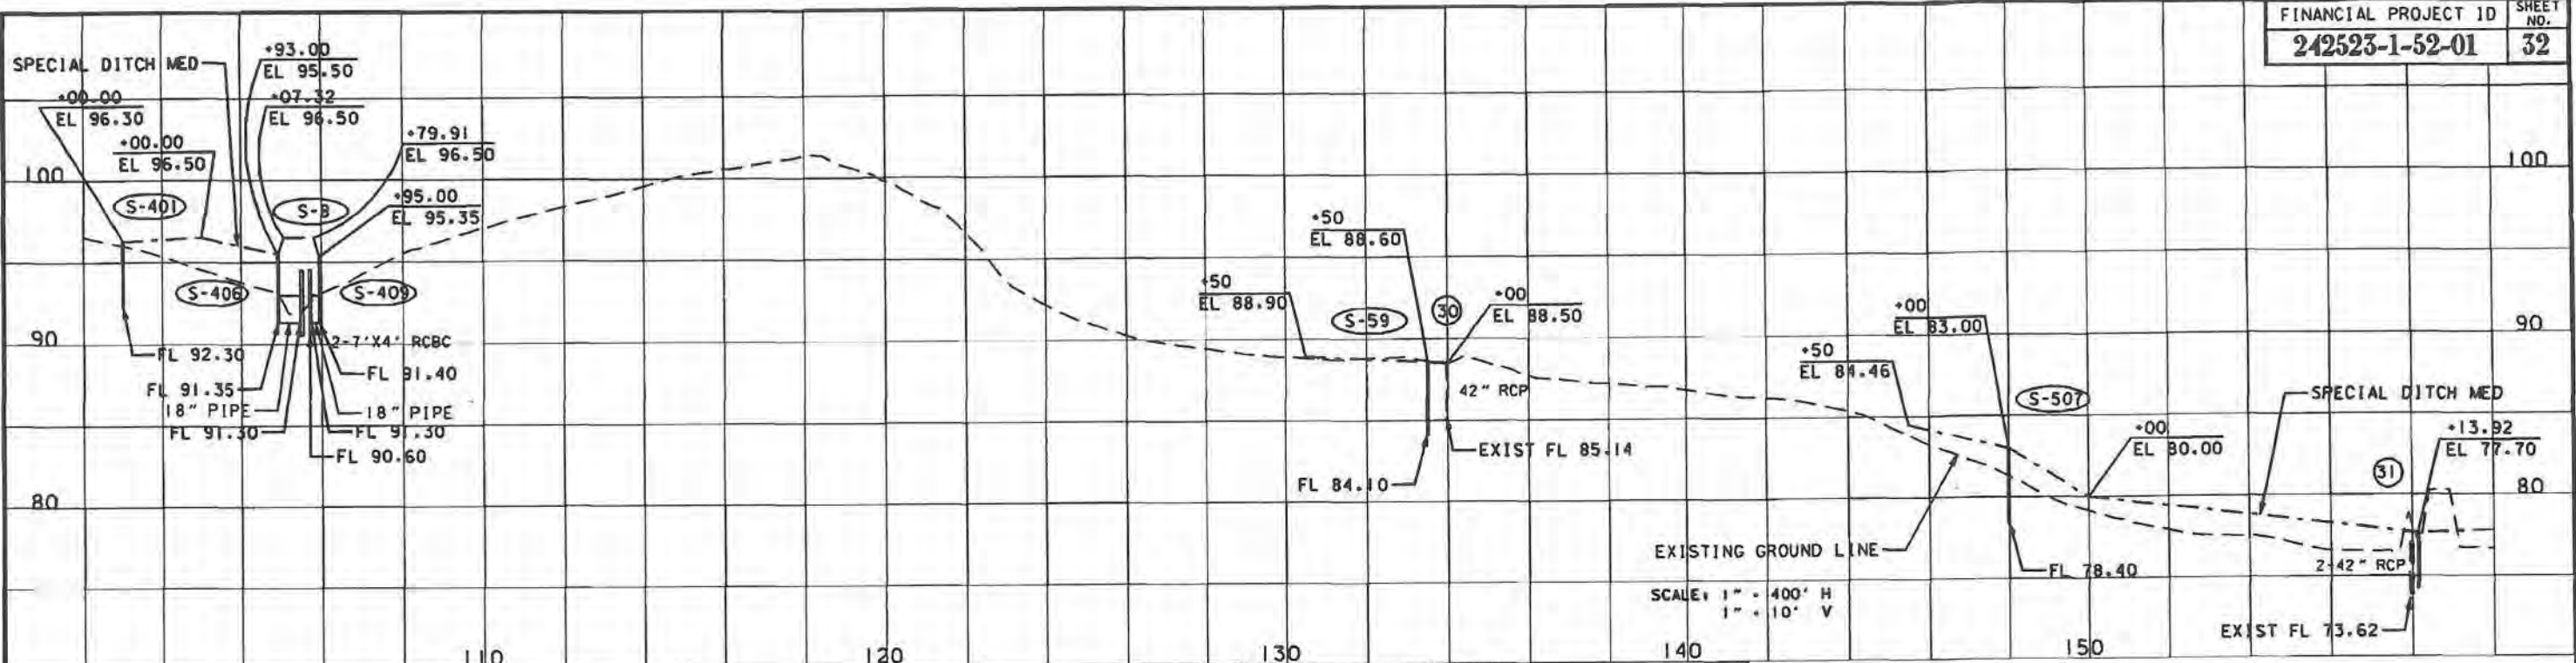 FINANCIAL PROJECT ID
SHEET NO.
242523-1-52-01
32
SPECIAL DITCH MED
+93.00
EL 95.50
+00.00
EL 96.30
+07.32
EL 96.50
+00.00
EL 96.50
+79.91
EL 96.50
100
100
S-401
S-8
+95.00
EL 95.35
+50
EL 88.60
S-406
S-409
+50
EL 88.90
S-59
30
+00
EL 88.50
+00
EL 83.00
90
90
FL 92.30
2-7'X4' RCBC
FL 91.40
FL 91.35
18" PIPE
18" PIPE
FL 91.30
FL 91.30
FL 90.60
42" RCP
+50
EL 84.46
S-507
SPECIAL DITCH MED
EXIST FL 85.14
FL 84.10
+00
EL 80.00
+13.92
EL 77.70
31
80
80
EXISTING GROUND LINE
FL 78.40
2-42" RCP
SCALE: 1" = 400' H
1" = 10' V
EXIST FL 73.62
110
120
130
140
150